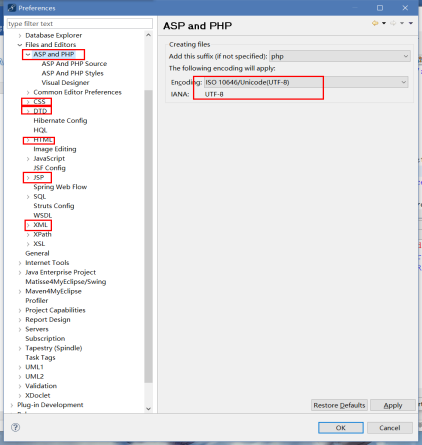 Preferences
type filter text
ASP and PHP
Database Explorer
Files and Editors
ASP and PHP
ASP And PHP Source
ASP And PHP Styles
Visual Designer
Common Editor Preferences
CSS
DTD
Hibernate Config
HQL
HTML
Image Editing
JavaScript
JSF Config
JSP
Spring Web Flow
SQL
Struts Config
WSDL
XML
XPath
XSL
General
Internet Tools
Java Enterprise Project
Matisse4MyEclipse/Swing
Maven4MyEclipse
Profiler
Project Capabilities
Report Design
Servers
Subscription
Tapestry (Spindle)
Task Tags
UML1
UML2
Validation
XDoclet
Plug-in Development
Creating files
Add this suffix (if not specified): php
The following encoding will apply:
Encoding: ISO 10646/Unicode(UTF-8)
IANA: UTF-8
Restore Defaults
Apply
OK
Cancel